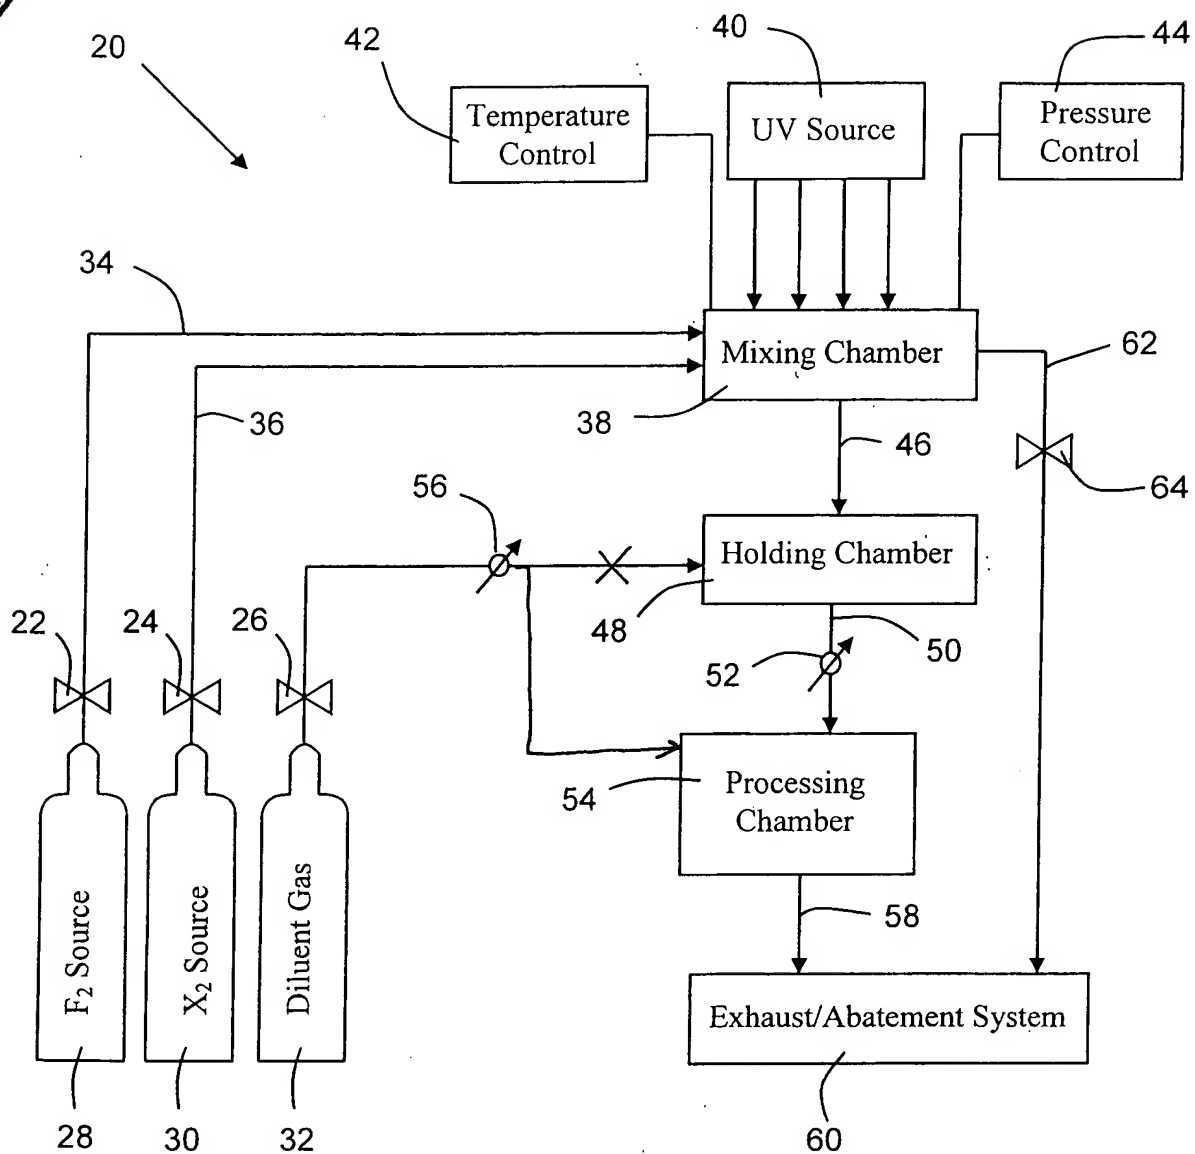 20
42
40
44
Temperature
Control
UV Source
Pressure
Control
34
Mixing Chamber
62
36
38
46
56
64
Holding Chamber
22
24
26
48
50
52
54
Processing
Chamber
F₂ Source
X₂ Source
Diluent Gas
58
Exhaust/Abatement System
28
30
32
60